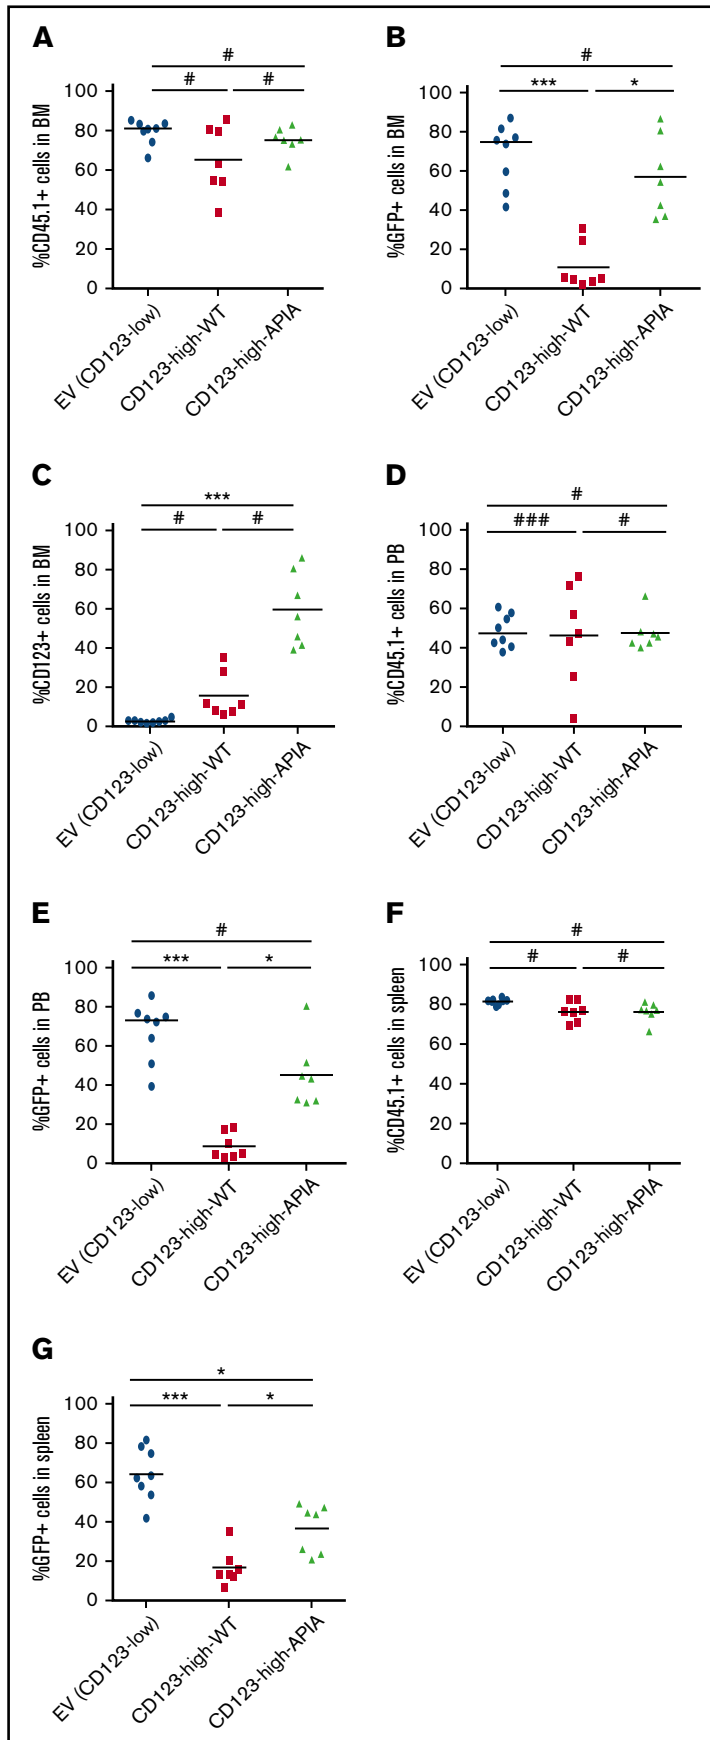 A
#
# #
100
80
60
40
20
0
%CD45.1+ cells in BM
EV (CD123-low)
CD123-high-WT
CD123-high-APIA
B
#
*** *
100
80
60
40
20
0
%GFP+ cells in BM
EV (CD123-low)
CD123-high-WT
CD123-high-APIA
C
***
# #
100
80
60
40
20
0
%CD123+ cells in BM
EV (CD123-low)
CD123-high-WT
CD123-high-APIA
D
#
### #
100
80
60
40
20
0
%CD45.1+ cells in PB
EV (CD123-low)
CD123-high-WT
CD123-high-APIA
E
#
*** *
100
80
60
40
20
0
%GFP+ cells in PB
EV (CD123-low)
CD123-high-WT
CD123-high-APIA
F
#
# #
100
80
60
40
20
0
%CD45.1+ cells in spleen
EV (CD123-low)
CD123-high-WT
CD123-high-APIA
G
*
*** *
100
80
60
40
20
0
%GFP+ cells in spleen
EV (CD123-low)
CD123-high-WT
CD123-high-APIA